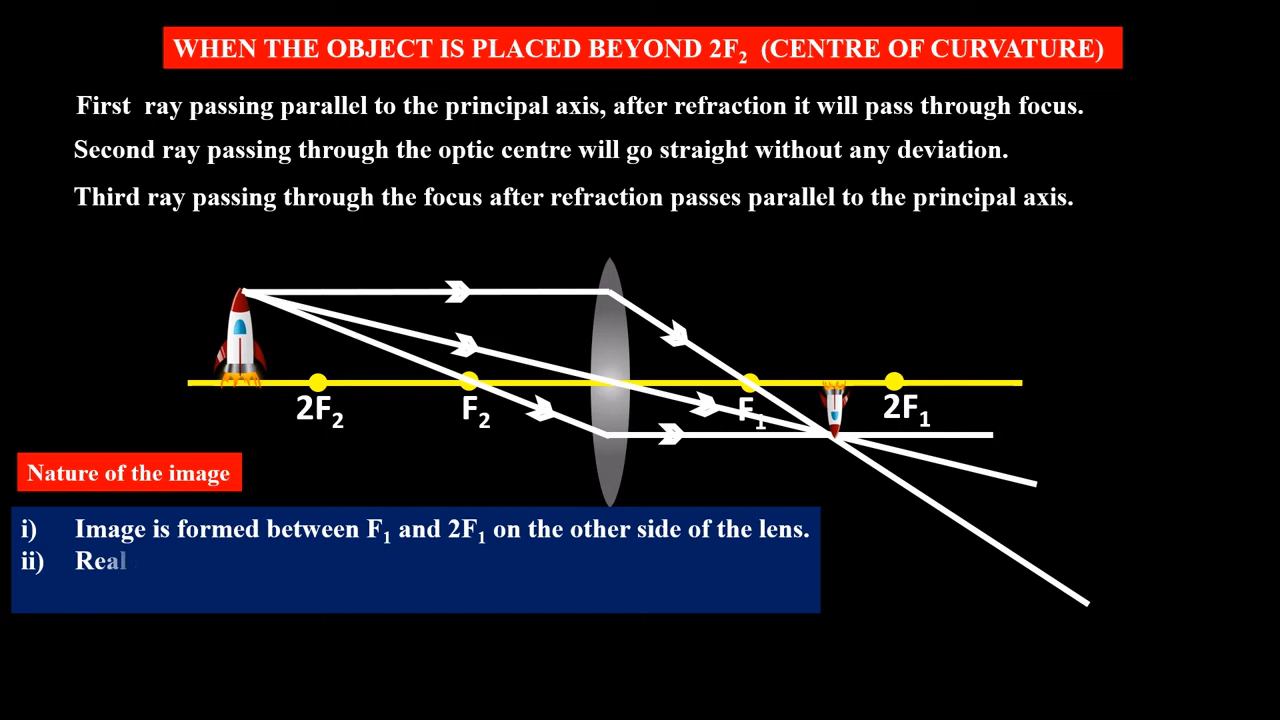 WHEN THE OBJECT IS PLACED BEYOND 2F₂ (CENTRE OF CURVATURE)
First ray passing parallel to the principal axis, after refraction it will pass through focus.
Second ray passing through the optic centre will go straight without any deviation.
Third ray passing through the focus after refraction passes parallel to the principal axis.
2F₂ F₂ F₁ 2F₁
Nature of the image
i) Image is formed between F₁ and 2F₁ on the other side of the lens.
ii) Real